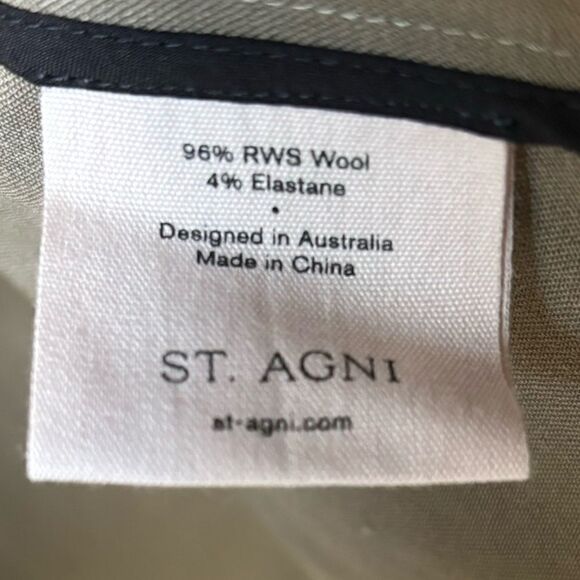 96% RWS Wool
4% Elastane
•
Designed in Australia
Made in China
ST. AGNI
st-agni.com